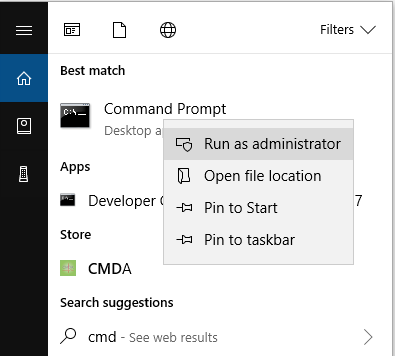 Filters
Best match
Command Prompt
Desktop a
Run as administrator
Open file location
Pin to Start
Pin to taskbar
Apps
Developer C
7
Store
CMDA
Search suggestions
cmd - See web results